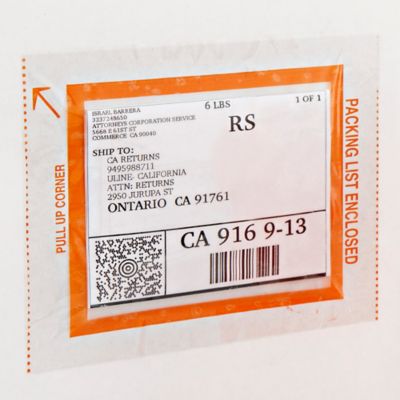 ISRAEL BARRERA
3337248650
ATTORNEYS CORPORATION SERVICE
5668 E 61ST ST
COMMERCE CA 90040
6 LBS
1 OF 1
RS
SHIP TO:
CA RETURNS
9495988711
ULINE- CALIFORNIA
ATTN: RETURNS
2950 JURUPA ST
ONTARIO CA 91761
CA 916 9-13
PULL UP CORNER
PACKING LIST ENCLOSED